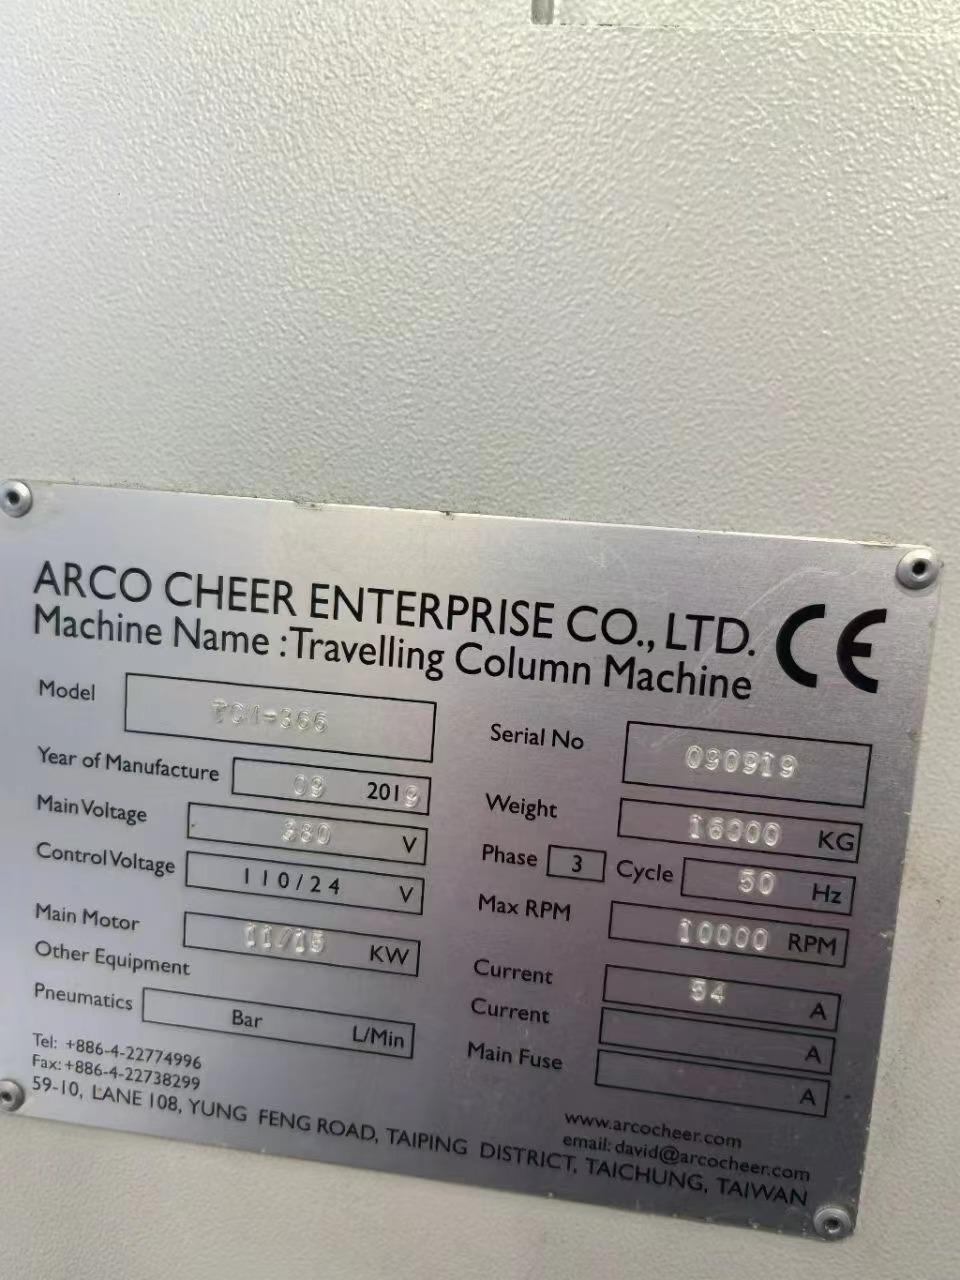 ARCO CHEER ENTERPRISE CO., LTD. CE
Machine Name : Travelling Column Machine
Model TCM-366
Serial No 090919
Year of Manufacture 09 2019
Weight 16000 KG
Main Voltage 380 V
Phase 3 Cycle 50 Hz
Control Voltage 110/24 V
Max RPM 10000 RPM
Main Motor 11/15 KW
Current 54 A
Other Equipment
Current A
Pneumatics Bar L/Min
Main Fuse A
Tel: +886-4-22774996
Fax: +886-4-22738299
www.arcocheer.com
email: david@arcocheer.com
59-10, LANE 108, YUNG FENG ROAD, TAIPING DISTRICT, TAICHUNG, TAIWAN